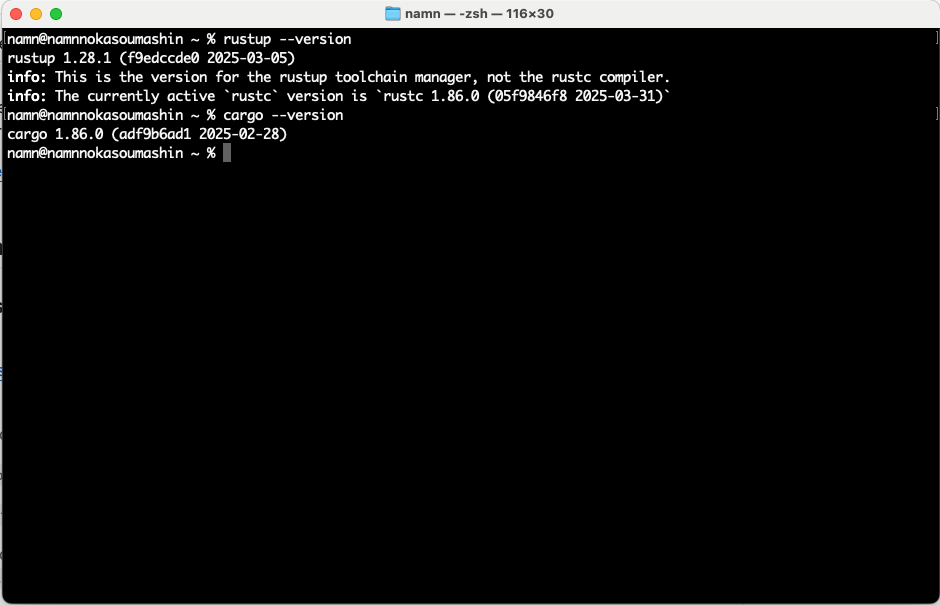 namn — -zsh — 116×30
namn@namnnokasoumashin ~ % rustup --version
rustup 1.28.1 (f9edccde0 2025-03-05)
info: This is the version for the rustup toolchain manager, not the rustc compiler.
info: The currently active `rustc` version is `rustc 1.86.0 (05f9846f8 2025-03-31)`
namn@namnnokasoumashin ~ % cargo --version
cargo 1.86.0 (adf9b6ad1 2025-02-28)
namn@namnnokasoumashin ~ %